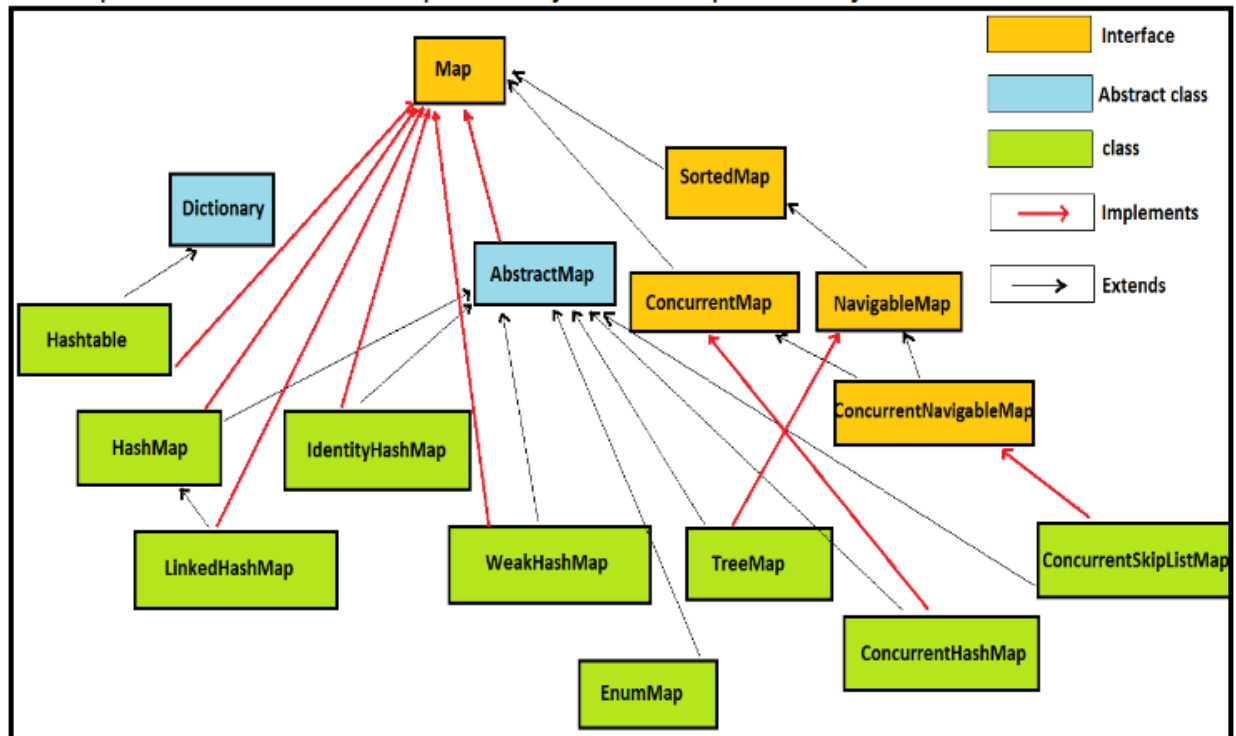 Map
Interface
Abstract class
class
Implements
Extends
SortedMap
Dictionary
AbstractMap
ConcurrentMap
NavigableMap
Hashtable
ConcurrentNavigableMap
HashMap
IdentityHashMap
LinkedHashMap
WeakHashMap
TreeMap
ConcurrentSkipListMap
ConcurrentHashMap
EnumMap